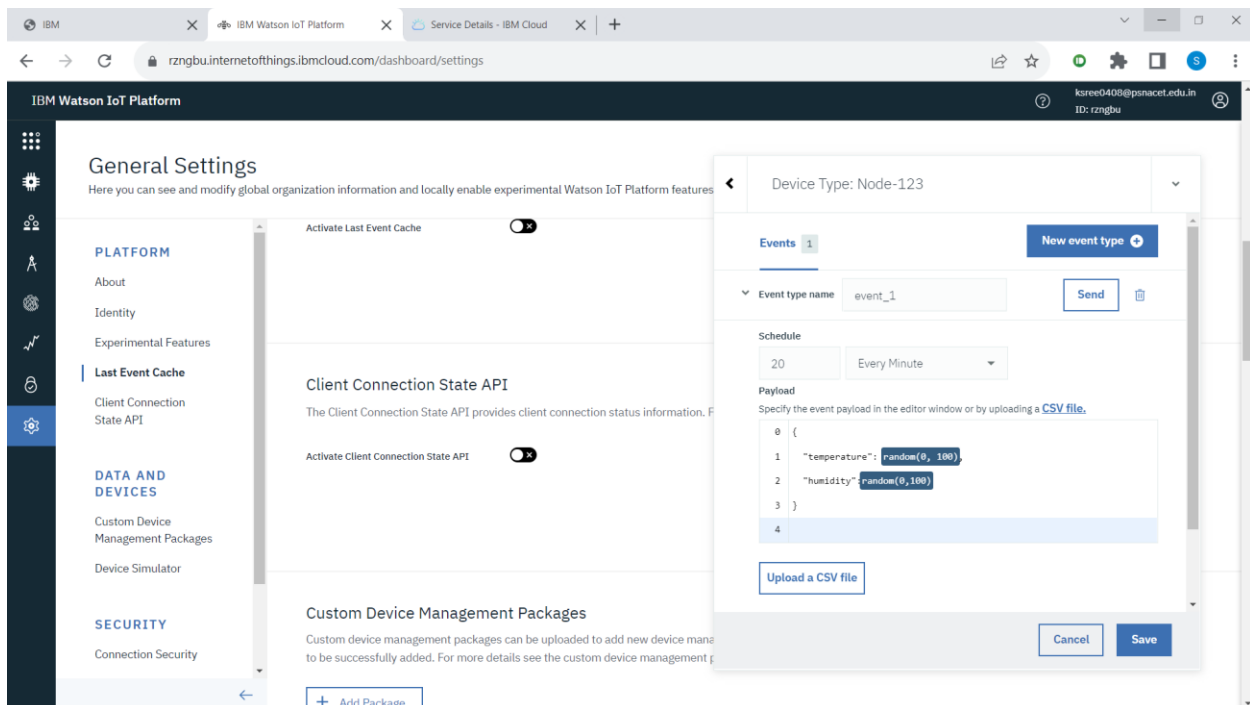 IBM
IBM Watson IoT Platform
Service Details - IBM Cloud
rzngbu.internetofthings.ibmcloud.com/dashboard/settings
S
IBM Watson IoT Platform
ksree0408@psnacet.edu.in
ID: rzngbu
General Settings
Here you can see and modify global organization information and locally enable experimental Watson IoT Platform features
PLATFORM
About
Identity
Experimental Features
Last Event Cache
Client Connection
State API
DATA AND
DEVICES
Custom Device
Management Packages
Device Simulator
SECURITY
Connection Security
Activate Last Event Cache
Client Connection State API
The Client Connection State API provides client connection status information. F
Activate Client Connection State API
Custom Device Management Packages
Custom device management packages can be uploaded to add new device mana
to be successfully added. For more details see the custom device management p
+ Add Package
Device Type: Node-123
Events 1
New event type
Event type name event_1 Send
Schedule
20 Every Minute
Payload
Specify the event payload in the editor window or by uploading a CSV file.
0 {
1 "temperature": random(0, 100),
2 "humidity":random(0,100)
3 }
4
Upload a CSV file
Cancel Save